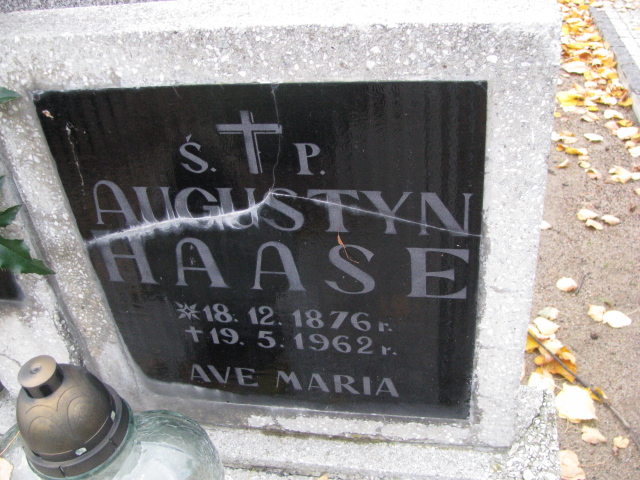 Ś. P.
AUGUSTYN
HAASE
18. 12. 1876 r.
19. 5. 1962 r.
AVE MARIA